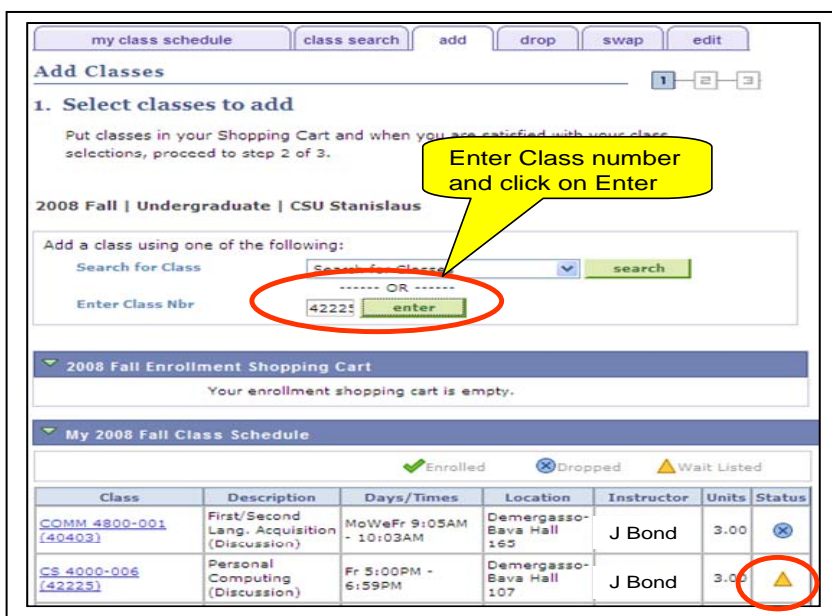 my class schedule class search add drop swap edit
Add Classes
1 2 3
1. Select classes to add
Put classes in your Shopping Cart and when you are satisfied with your class
selections, proceed to step 2 of 3.
Enter Class number
and click on Enter
2008 Fall | Undergraduate | CSU Stanislaus
Add a class using one of the following:
Search for Class Search for Classes search
------ OR ------
Enter Class Nbr 42225 enter
2008 Fall Enrollment Shopping Cart
Your enrollment shopping cart is empty.
My 2008 Fall Class Schedule
Enrolled Dropped Wait Listed
Class Description Days/Times Location Instructor Units Status
COMM 4800-001
(40403)
First/Second
Lang. Acquisition
(Discussion)
MoWeFr 9:05AM
- 10:03AM
Demergasso-
Bava Hall
165
J Bond
3.00
CS 4000-006
(42225)
Personal
Computing
(Discussion)
Fr 5:00PM -
6:59PM
Demergasso-
Bava Hall
107
J Bond
3.00